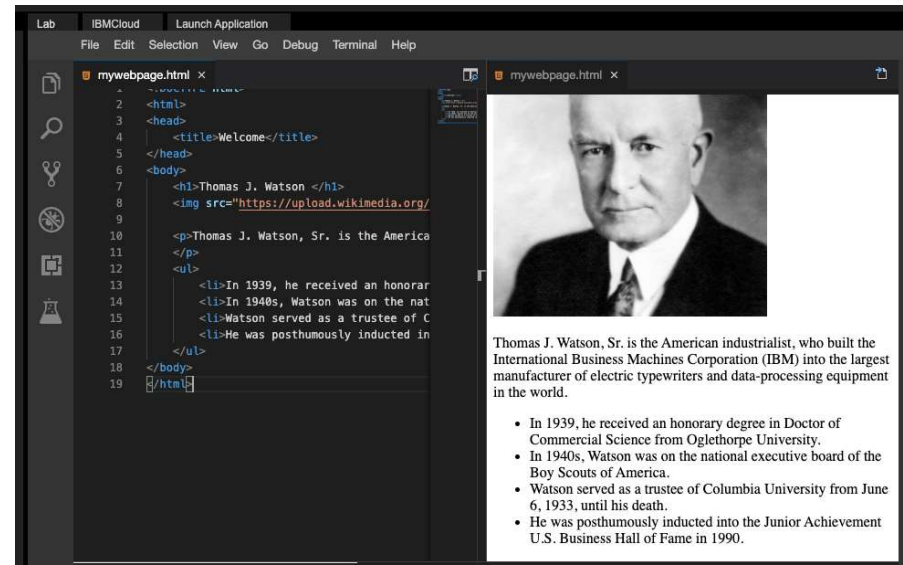 Lab IBMCloud Launch Application
File Edit Selection View Go Debug Terminal Help
mywebpage.html ×
1
2 <html>
3 <head>
4 <title>Welcome</title>
5 </head>
6 <body>
7 <h1>Thomas J. Watson </h1>
8 <img src="https://upload.wikimedia.org/
9
10 <p>Thomas J. Watson, Sr. is the America
11 </p>
12 <ul>
13 <li>In 1939, he received an honorar
14 <li>In 1940s, Watson was on the nat
15 <li>Watson served as a trustee of C
16 <li>He was posthumously inducted in
17 </ul>
18 </body>
19 </html>
mywebpage.html ×
Thomas J. Watson, Sr. is the American industrialist, who built the
International Business Machines Corporation (IBM) into the largest
manufacturer of electric typewriters and data-processing equipment
in the world.
• In 1939, he received an honorary degree in Doctor of
Commercial Science from Oglethorpe University.
• In 1940s, Watson was on the national executive board of the
Boy Scouts of America.
• Watson served as a trustee of Columbia University from June
6, 1933, until his death.
• He was posthumously inducted into the Junior Achievement
U.S. Business Hall of Fame in 1990.